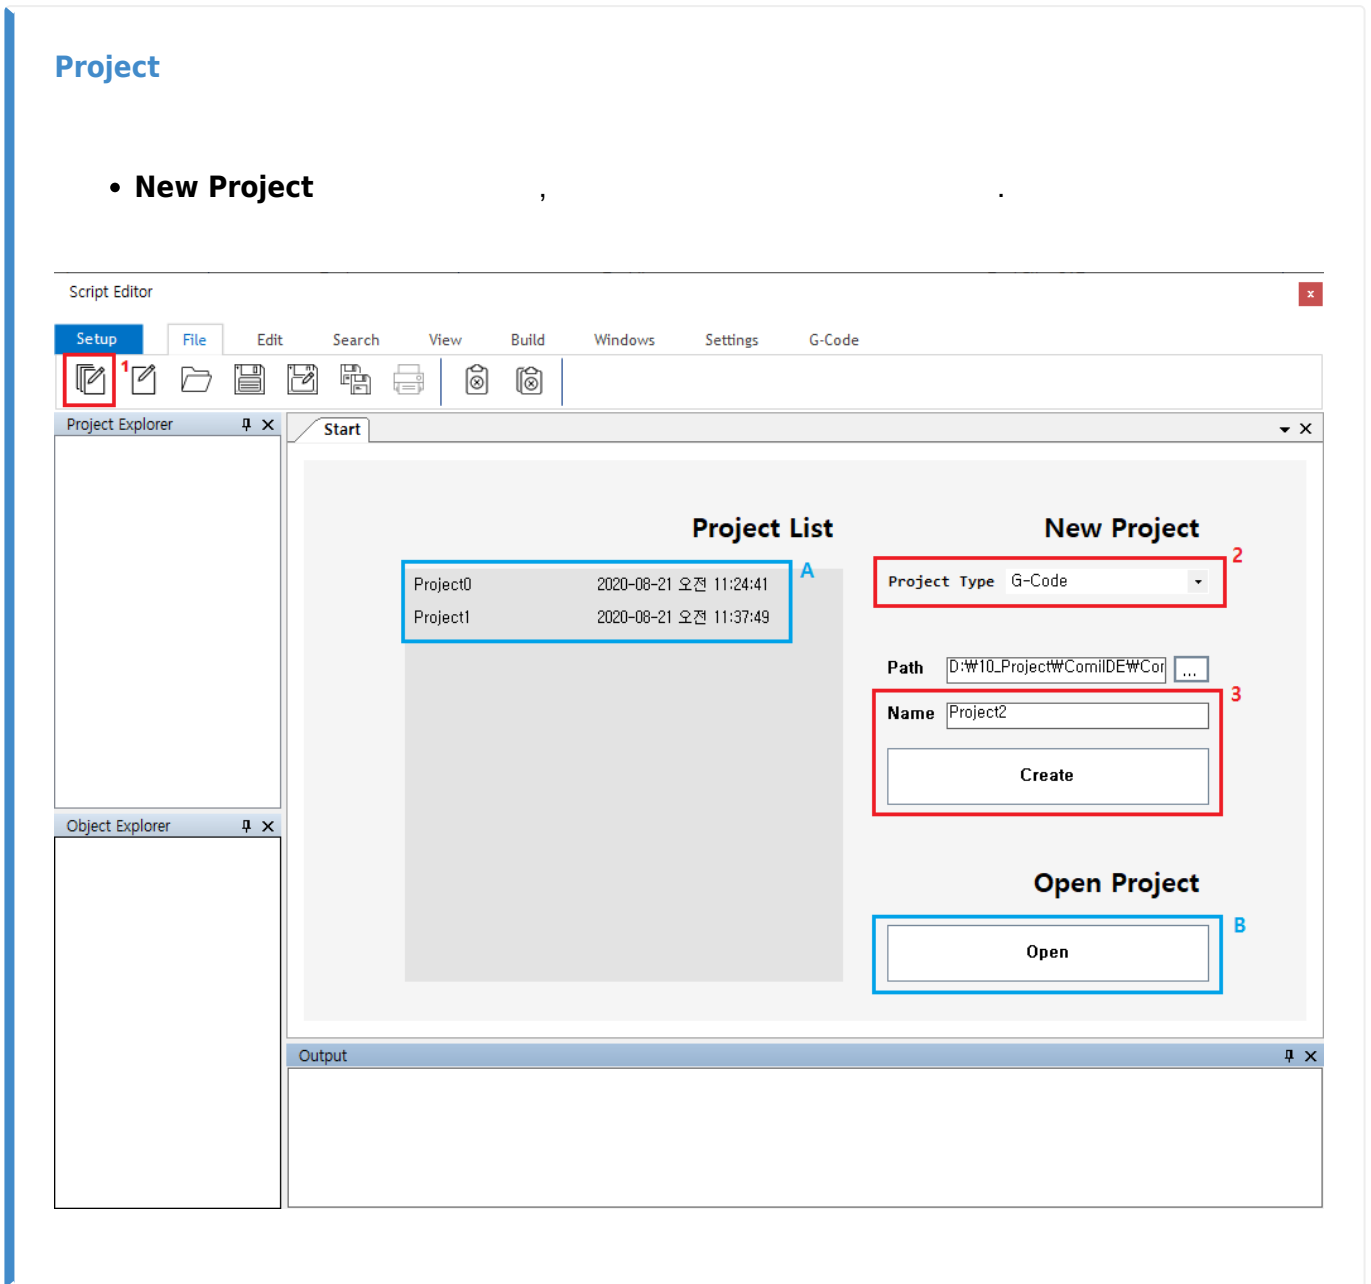 Project
• New Project , .
Script Editor
x
Setup File Edit Search View Build Windows Settings G-Code
1
Project Explorer
Start
Project List
New Project
2
A
Project0 2020-08-21 오전 11:24:41
Project Type G-Code
Project1 2020-08-21 오전 11:37:49
Path D:₩10_Project₩ComiIDE₩Cor ...
3
Name Project2
Create
Object Explorer
Open Project
B
Open
Output